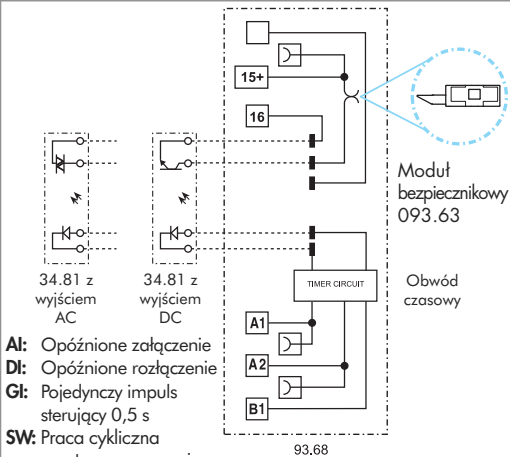 15+
16
Moduł
bezpiecznikowy
093.63
34.81 z
wyjściem
AC
34.81 z
wyjściem
DC
TIMER CIRCUIT
Obwód
czasowy
A1
A2
B1
AI: Opóźnione załączenie
DI: Opóźnione rozłączenie
GI: Pojedynczy impuls
sterujący 0,5 s
SW: Praca cykliczna
93.68